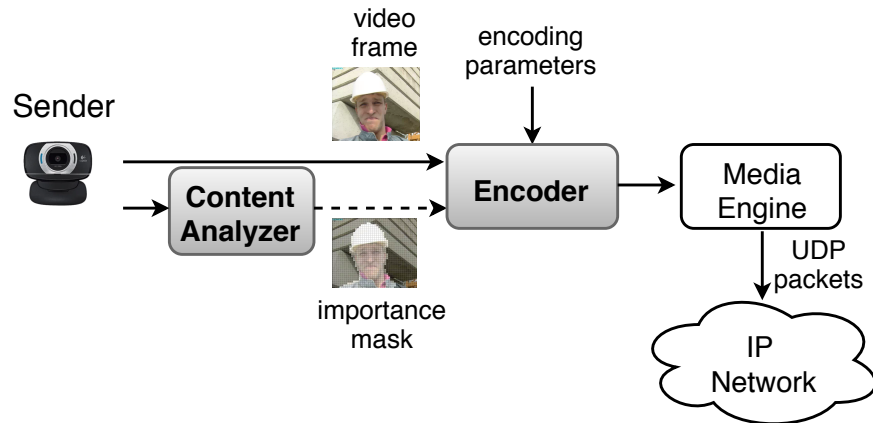 video
frame
encoding
parameters
Sender
Content
Analyzer
Encoder
Media
Engine
importance
mask
UDP
packets
IP
Network